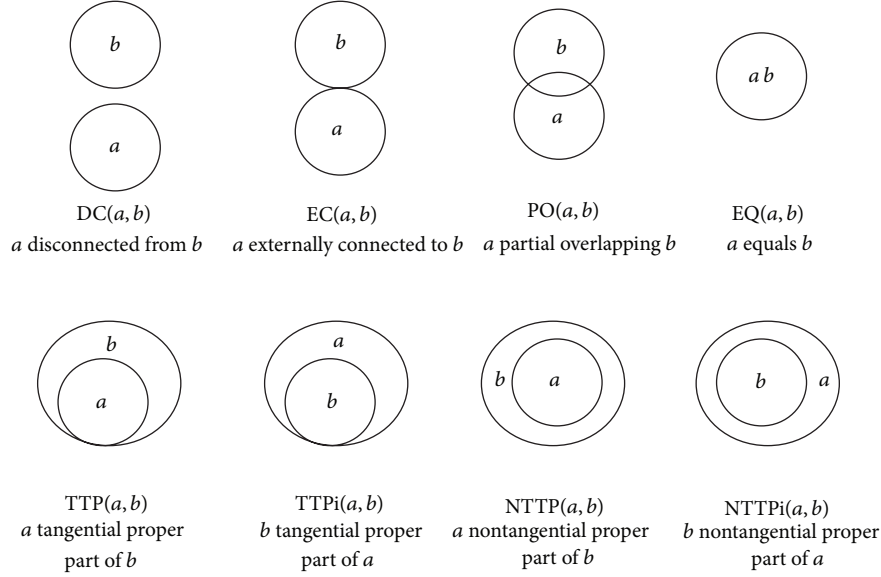 b
b
b
a b
a
a
a
DC(a, b)
EC(a, b)
PO(a, b)
EQ(a, b)
a disconnected from b
a externally connected to b
a partial overlapping b
a equals b
b
a
a
b
b
a
b
a
TTP(a, b)
TTPi(a, b)
NTTP(a, b)
NTTPi(a, b)
a tangential proper
part of b
b tangential proper
part of a
a nontangential proper
part of b
b nontangential proper
part of a